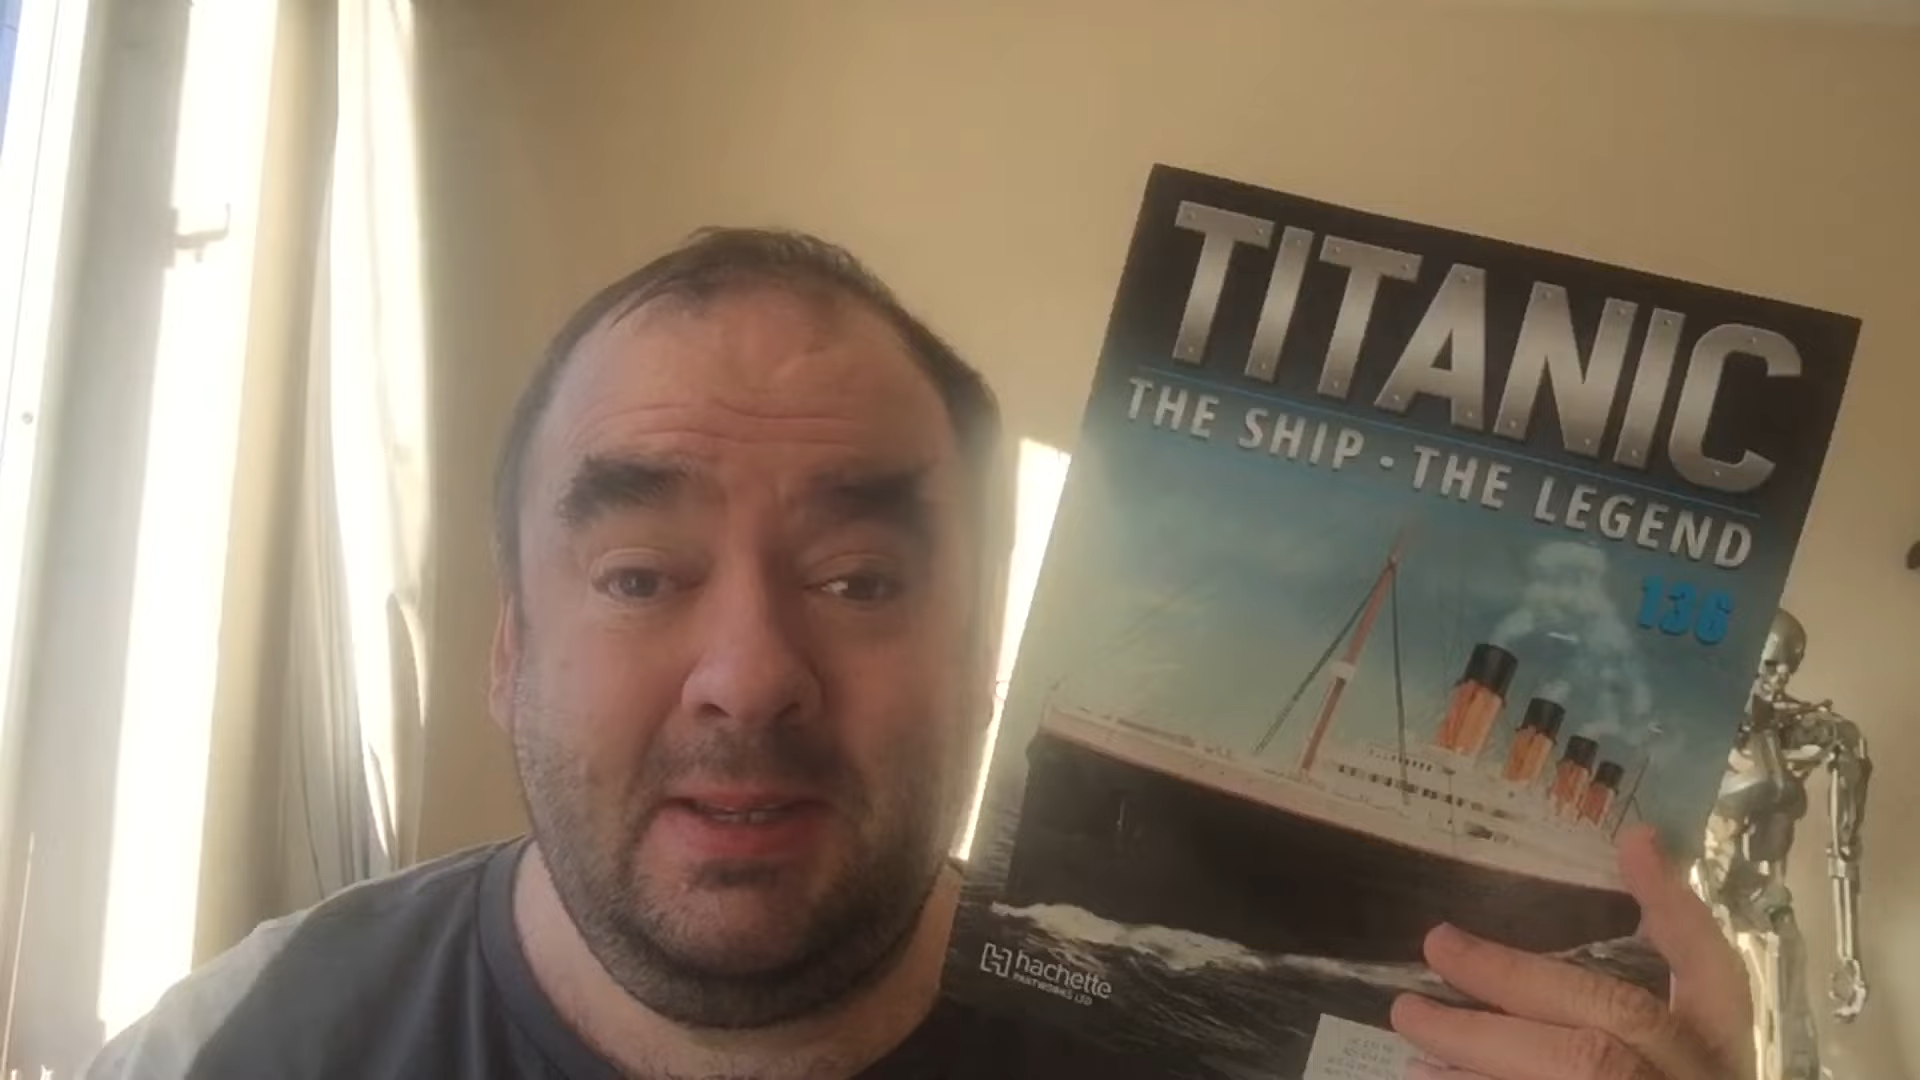 TITANIC
THE SHIP • THE LEGEND
136
hachette
PARTWORKS LTD